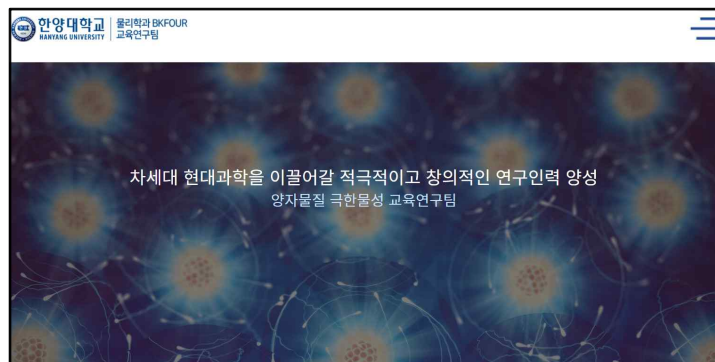 한양대학교
HANYANG UNIVERSITY
물리학과 BKFOUR
교육연구팀
차세대 현대과학을 이끌어갈 적극적이고 창의적인 연구인력 양성
양자물질 극한물성 교육연구팀